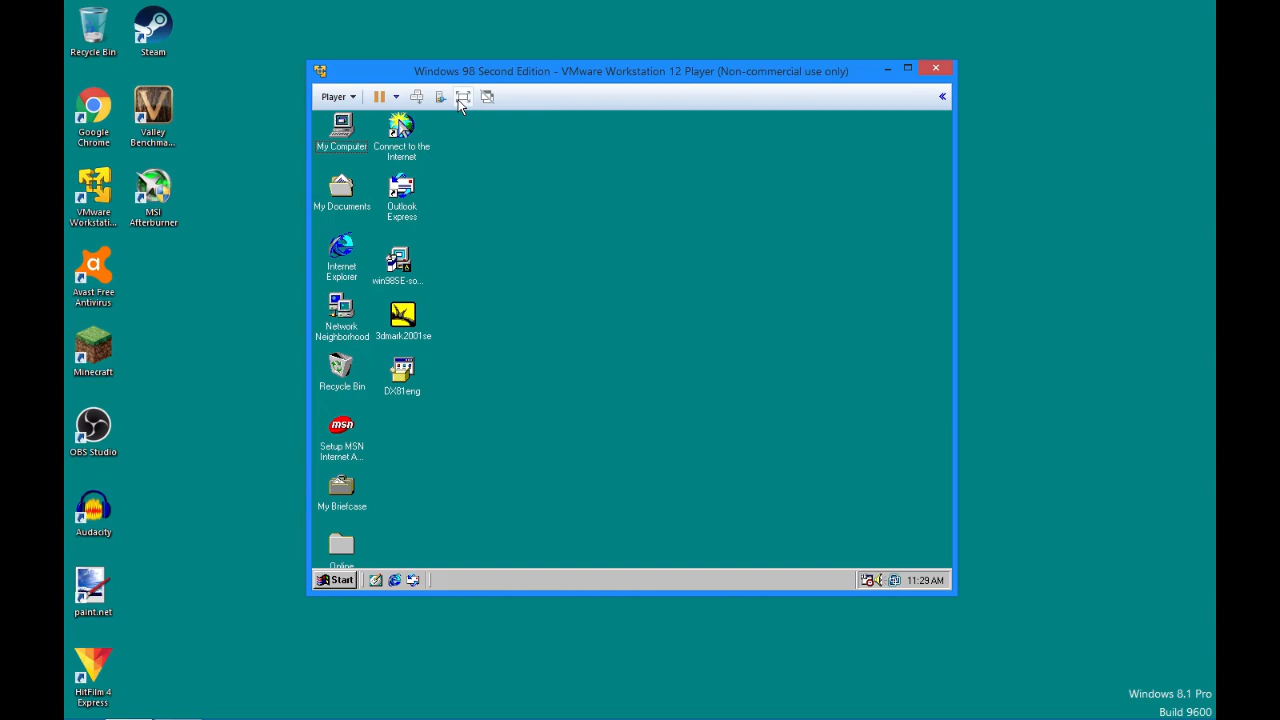 Recycle Bin
Steam
Google
Chrome
Valley
Benchma...
VMware
Workstati...
MSI
Afterburner
Avast Free
Antivirus
Minecraft
OBS Studio
Audacity
paint.net
HitFilm 4
Express
Windows 98 Second Edition - VMware Workstation 12 Player (Non-commercial use only)
Player
My Computer
Connect to the
Internet
My Documents
Outlook
Express
Internet
Explorer
win98SE-so...
Network
Neighborhood
3dmark2001se
Recycle Bin
DX81eng
msn
Setup MSN
Internet A...
My Briefcase
Online
Start
11:29 AM
Windows 8.1 Pro
Build 9600